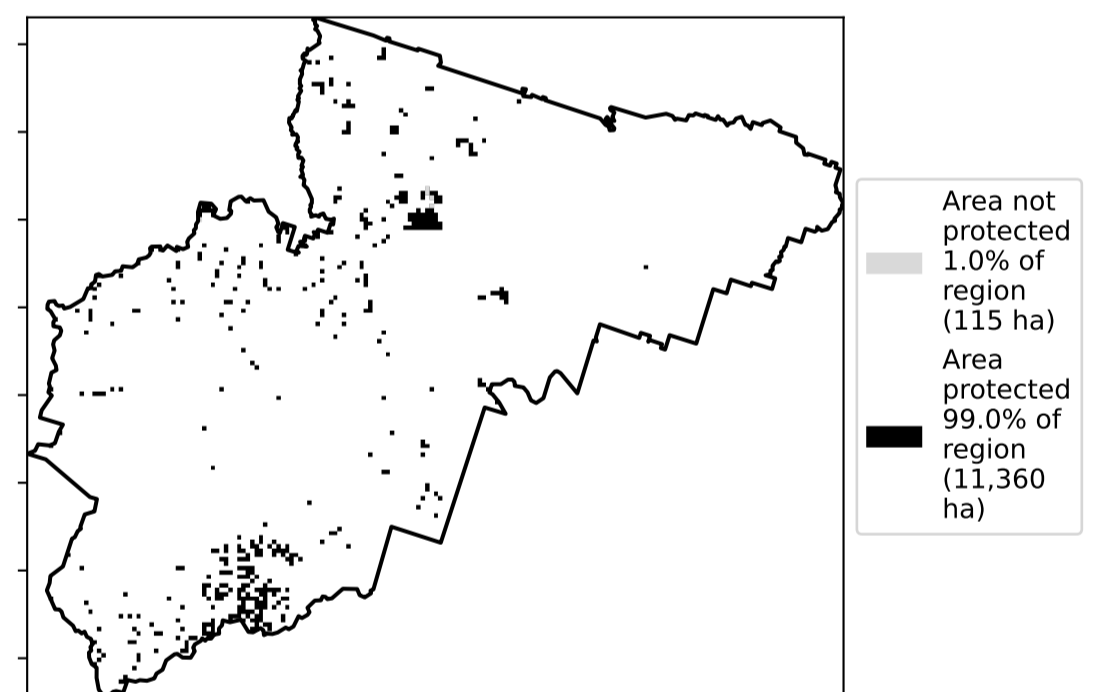 Area not
protected
1.0% of
region
(115 ha)
Area
protected
99.0% of
region
(11,360
ha)